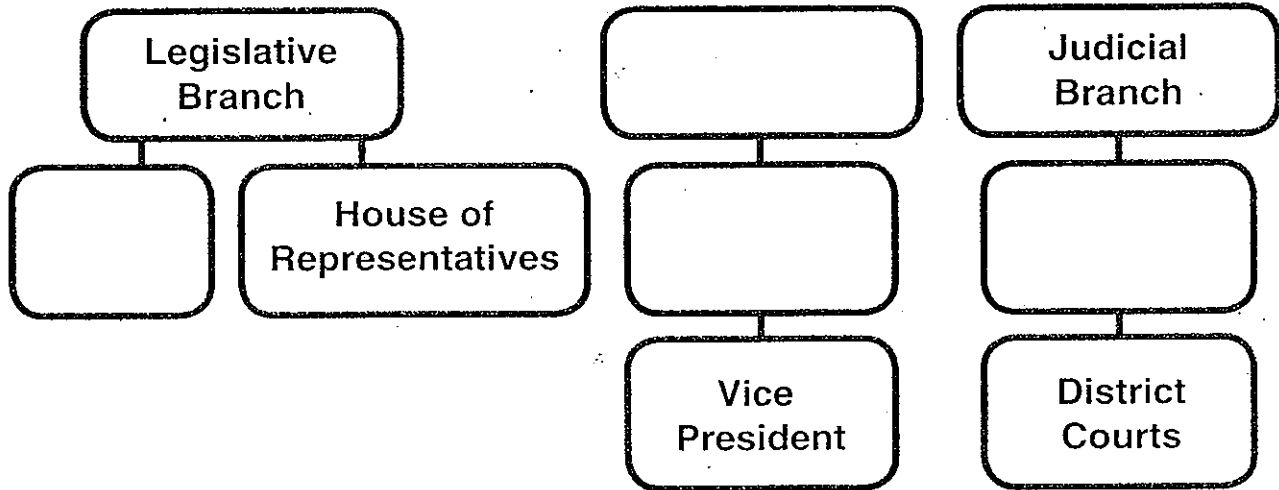 Legislative
Branch
Judicial
Branch
House of
Representatives
Vice
President
District
Courts